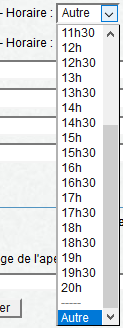 - Horaire : Autre
- Horaire :
11h30
12h
12h30
13h
13h30
14h
14h30
15h
15h30
16h
16h30
17h
17h30
18h
18h30
19h
19h30
20h
-----
Autre
ge de l'apé
er